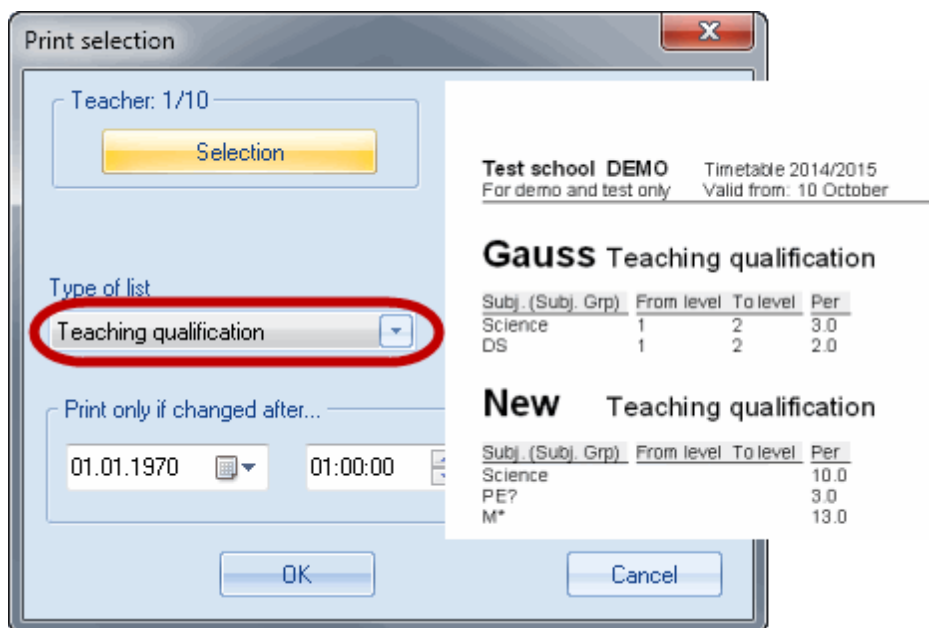 Print selection
Teacher: 1/10
Selection
Type of list
Teaching qualification
Print only if changed after...
01.01.1970 01:00:00
OK Cancel
Test school DEMO Timetable 2014/2015
For demo and test only Valid from: 10 October
Gauss Teaching qualification
Subj. (Subj. Grp) From level To level Per
Science 1 2 3.0
DS 1 2 2.0
New Teaching qualification
Subj. (Subj. Grp) From level To level Per
Science 10.0
PE? 3.0
M* 13.0